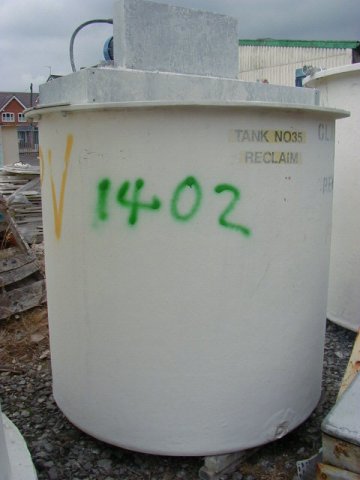 TANK NO35
RECLAIM
1402
V